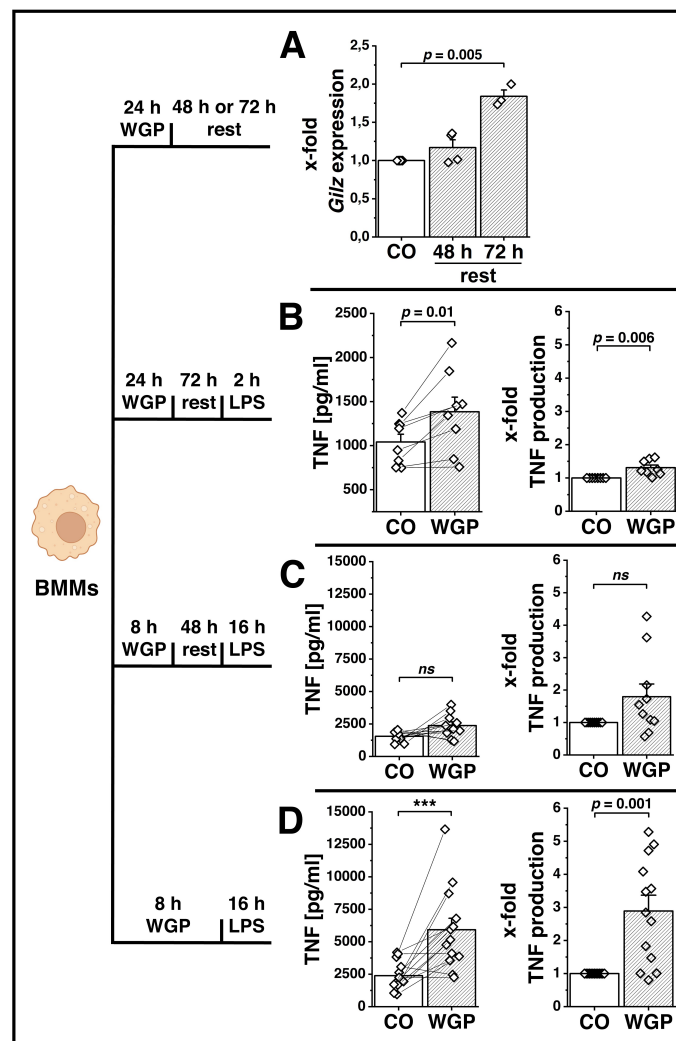 A
24 h 48 h or 72 h
WGP rest
x-fold
Gilz expression
2,5
2,0
1,5
1,0
0,5
0,0
p = 0.005
CO 48 h 72 h
rest
B
24 h 72 h 2 h
WGP rest LPS
TNF [pg/ml]
2500
2000
1500
1000
500
p = 0.01
CO WGP
x-fold
TNF production
6
5
4
3
2
1
0
p = 0.006
CO WGP
BMMs
C
8 h 48 h 16 h
WGP rest LPS
TNF [pg/ml]
15000
12500
10000
7500
5000
2500
0
ns
CO WGP
x-fold
TNF production
6
5
4
3
2
1
0
ns
CO WGP
D
8 h 16 h
WGP LPS
TNF [pg/ml]
15000
12500
10000
7500
5000
2500
0
***
CO WGP
x-fold
TNF production
6
5
4
3
2
1
0
p = 0.001
CO WGP